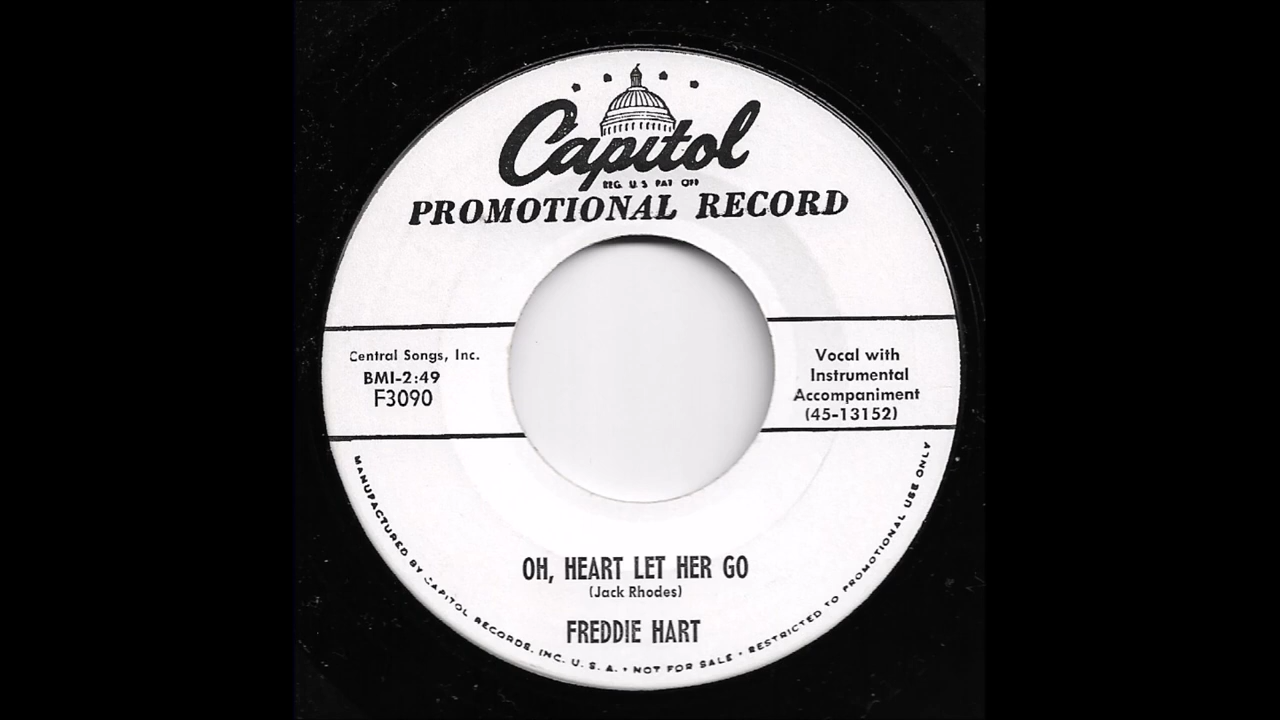 Capitol
REG. U.S. PAT. OFF.
PROMOTIONAL RECORD
Central Songs, Inc.
BMI-2:49
F3090
Vocal with
Instrumental
Accompaniment
(45-13152)
OH, HEART LET HER GO
(Jack Rhodes)
FREDDIE HART
MANUFACTURED BY CAPITOL RECORDS, INC. U. S. A. • NOT FOR SALE • RESTRICTED TO PROMOTIONAL USE ONLY